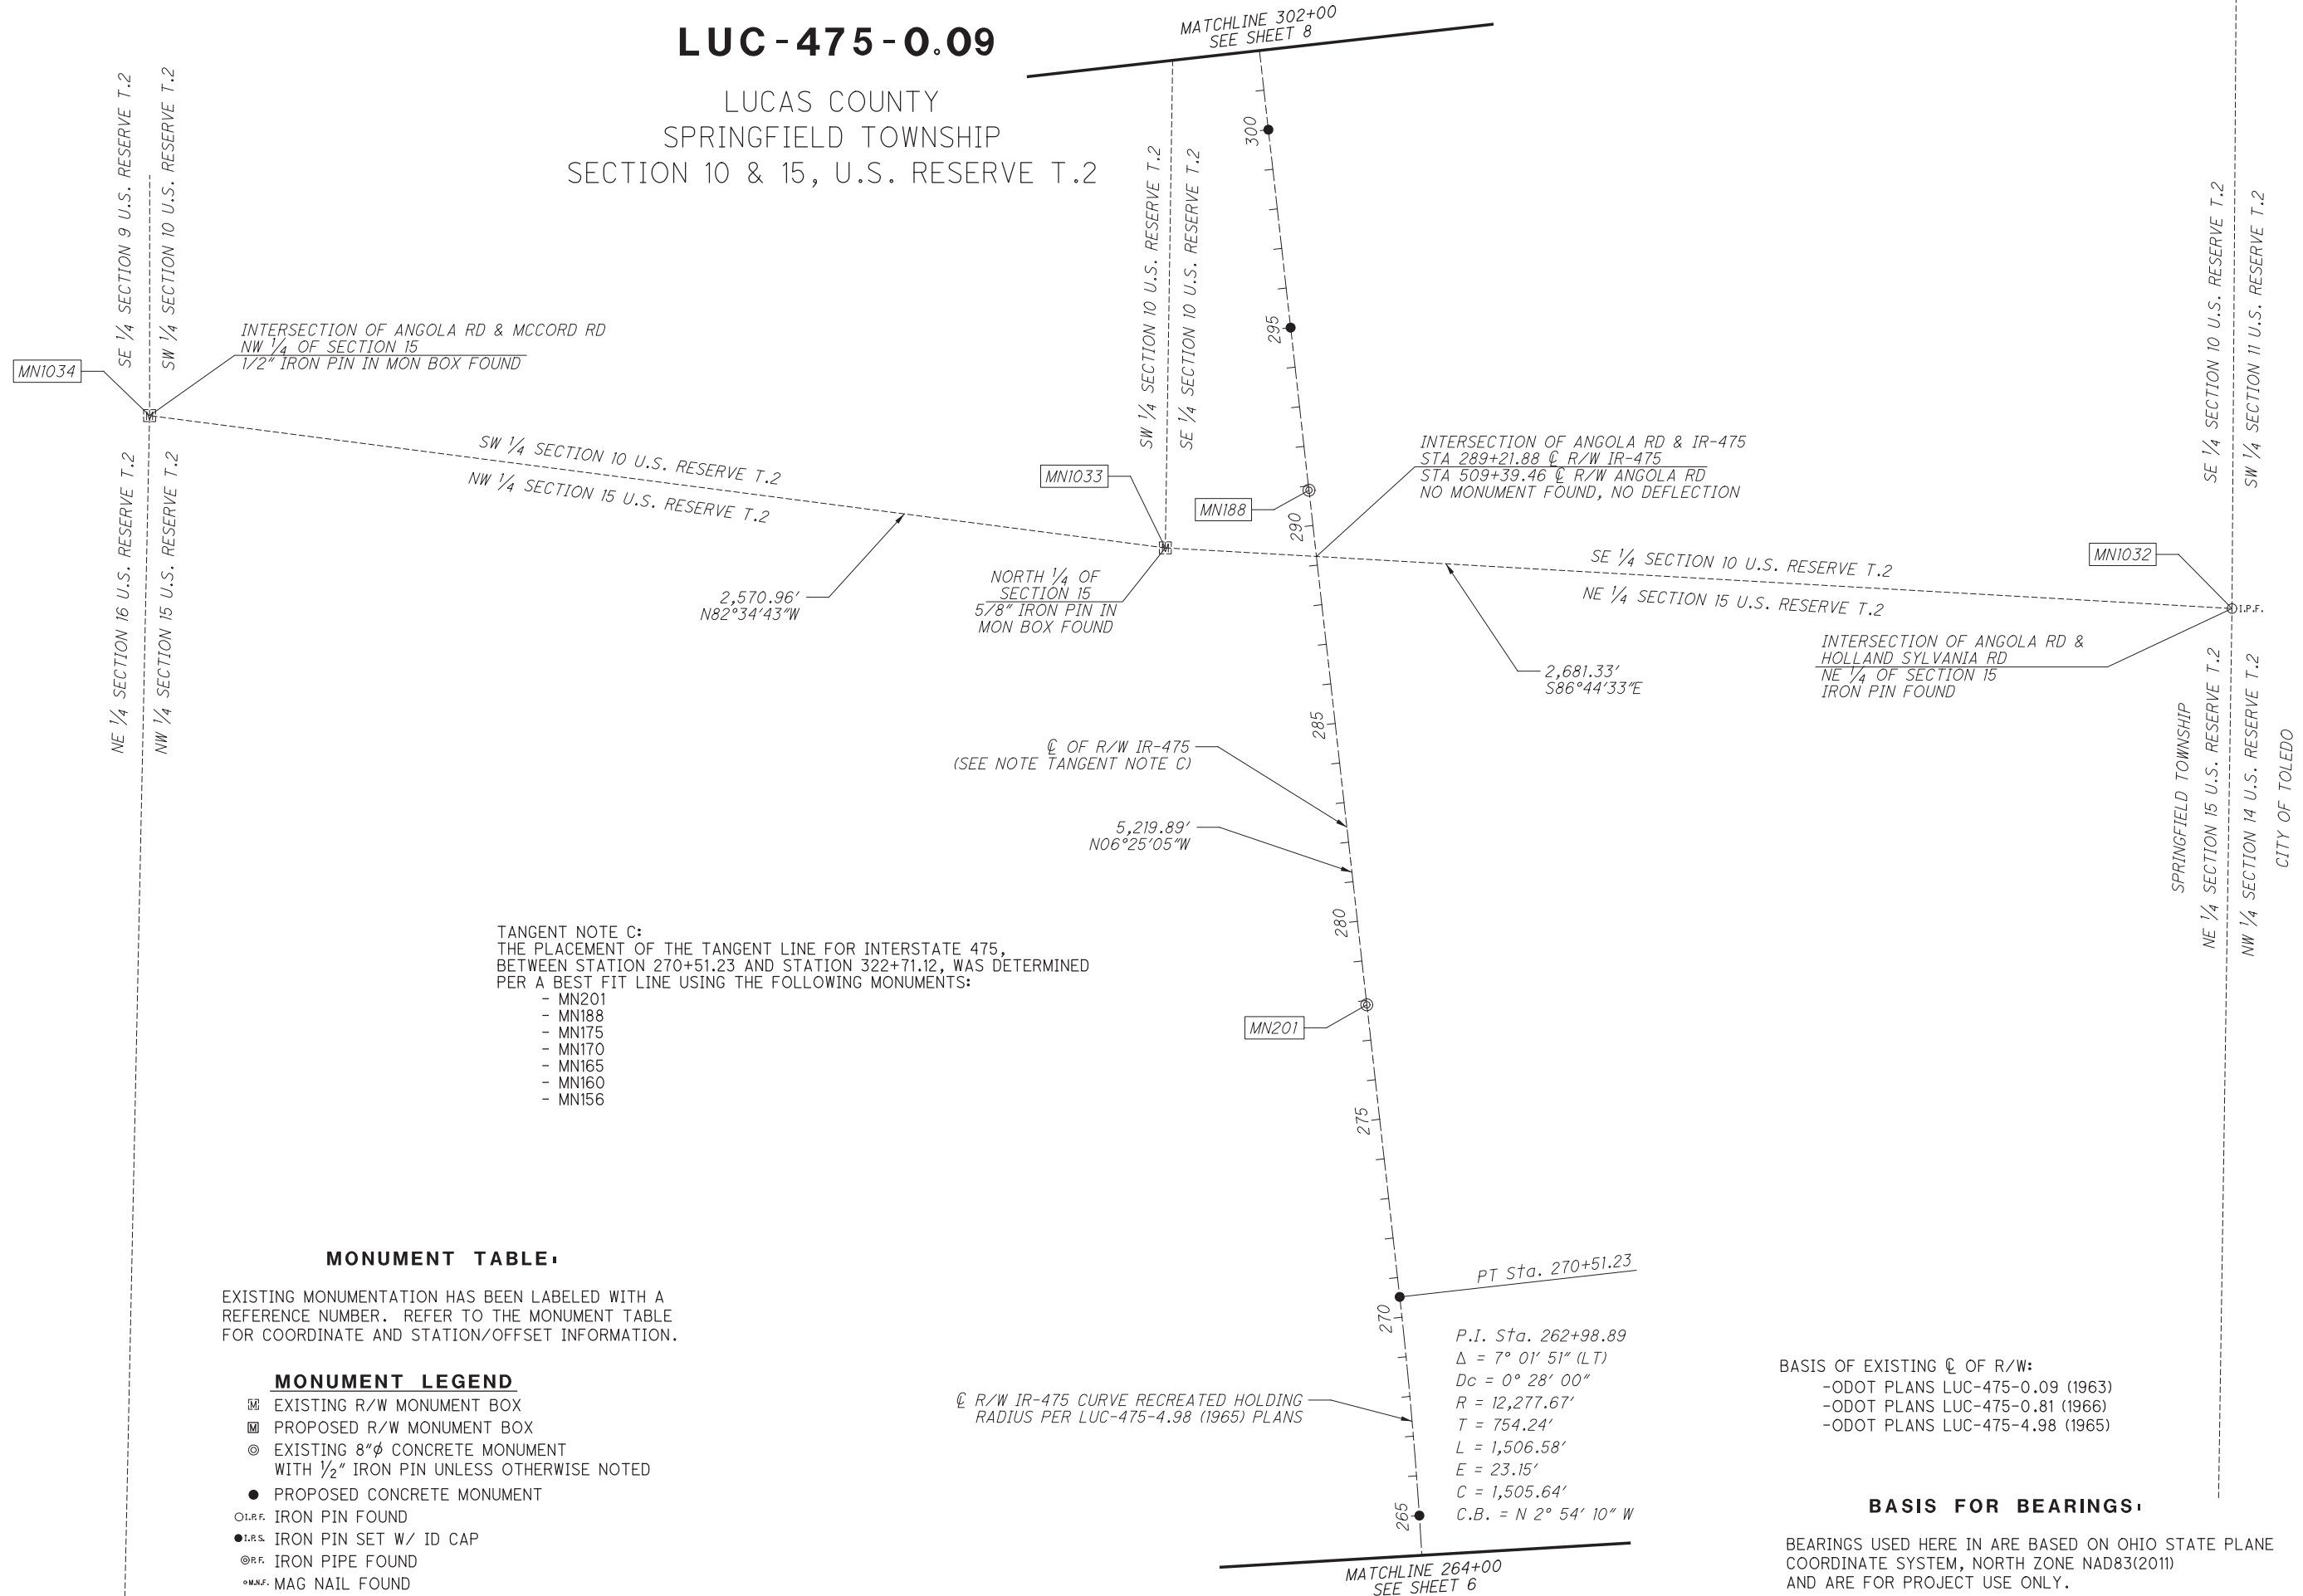 LUC-475-0.09
LUCAS COUNTY
SPRINGFIELD TOWNSHIP
SECTION 10 & 15, U.S. RESERVE T.2
MATCHLINE 302+00
SEE SHEET 8
SE 1/4 SECTION 9 U.S. RESERVE T.2
SW 1/4 SECTION 10 U.S. RESERVE T.2
INTERSECTION OF ANGOLA RD & MCCORD RD
NW 1/4 OF SECTION 15
1/2" IRON PIN IN MON BOX FOUND
MN1034
M
NE 1/4 SECTION 16 U.S. RESERVE T.2
NW 1/4 SECTION 15 U.S. RESERVE T.2
SW 1/4 SECTION 10 U.S. RESERVE T.2
NW 1/4 SECTION 15 U.S. RESERVE T.2
2,570.96'
N82°34'43"W
SW 1/4 SECTION 10 U.S. RESERVE T.2
SE 1/4 SECTION 10 U.S. RESERVE T.2
MN1033
M
NORTH 1/4 OF
SECTION 15
5/8" IRON PIN IN
MON BOX FOUND
300
295
MN188
290
INTERSECTION OF ANGOLA RD & IR-475
STA 289+21.88 ℄ R/W IR-475
STA 509+39.46 ℄ R/W ANGOLA RD
NO MONUMENT FOUND, NO DEFLECTION
SE 1/4 SECTION 10 U.S. RESERVE T.2
NE 1/4 SECTION 15 U.S. RESERVE T.2
2,681.33'
S86°44'33"E
SE 1/4 SECTION 10 U.S. RESERVE T.2
SW 1/4 SECTION 11 U.S. RESERVE T.2
MN1032
I.P.F.
INTERSECTION OF ANGOLA RD &
HOLLAND SYLVANIA RD
NE 1/4 OF SECTION 15
IRON PIN FOUND
SPRINGFIELD TOWNSHIP
NE 1/4 SECTION 15 U.S. RESERVE T.2
NW 1/4 SECTION 14 U.S. RESERVE T.2
CITY OF TOLEDO
285
℄ OF R/W IR-475
(SEE NOTE TANGENT NOTE C)
5,219.89'
N06°25'05"W
280
MN201
275
TANGENT NOTE C:
THE PLACEMENT OF THE TANGENT LINE FOR INTERSTATE 475,
BETWEEN STATION 270+51.23 AND STATION 322+71.12, WAS DETERMINED
PER A BEST FIT LINE USING THE FOLLOWING MONUMENTS:
- MN201
- MN188
- MN175
- MN170
- MN165
- MN160
- MN156
MONUMENT TABLE:
EXISTING MONUMENTATION HAS BEEN LABELED WITH A
REFERENCE NUMBER. REFER TO THE MONUMENT TABLE
FOR COORDINATE AND STATION/OFFSET INFORMATION.
MONUMENT LEGEND
M EXISTING R/W MONUMENT BOX
M PROPOSED R/W MONUMENT BOX
EXISTING 8"Ø CONCRETE MONUMENT
WITH 1/2" IRON PIN UNLESS OTHERWISE NOTED
PROPOSED CONCRETE MONUMENT
I.P.F. IRON PIN FOUND
I.P.S. IRON PIN SET W/ ID CAP
P.F. IRON PIPE FOUND
M.N.F. MAG NAIL FOUND
PT Sta. 270+51.23
270
P.I. Sta. 262+98.89
Δ = 7° 01' 51" (LT)
Dc = 0° 28' 00"
R = 12,277.67'
T = 754.24'
L = 1,506.58'
E = 23.15'
C = 1,505.64'
C.B. = N 2° 54' 10" W
℄ R/W IR-475 CURVE RECREATED HOLDING
RADIUS PER LUC-475-4.98 (1965) PLANS
265
MATCHLINE 264+00
SEE SHEET 6
BASIS OF EXISTING ℄ OF R/W:
-ODOT PLANS LUC-475-0.09 (1963)
-ODOT PLANS LUC-475-0.81 (1966)
-ODOT PLANS LUC-475-4.98 (1965)
BASIS FOR BEARINGS:
BEARINGS USED HERE IN ARE BASED ON OHIO STATE PLANE
COORDINATE SYSTEM, NORTH ZONE NAD83(2011)
AND ARE FOR PROJECT USE ONLY.